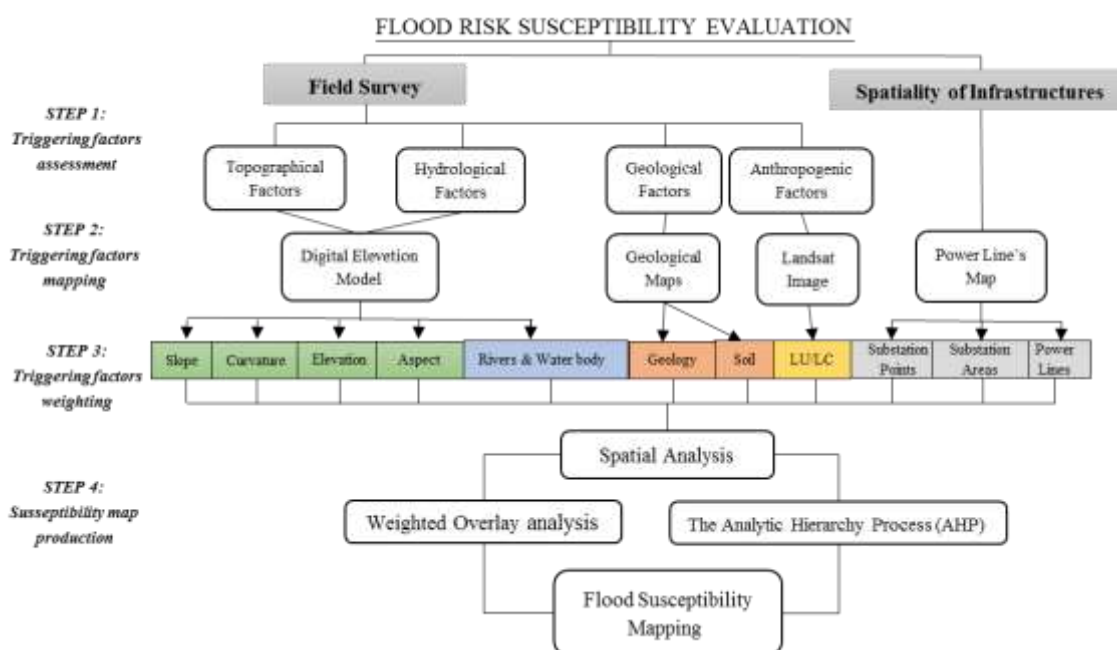 FLOOD RISK SUSCEPTIBILITY EVALUATION
Field Survey
Spatiality of Infrastructures
STEP 1:
Triggering factors
assessment
Topographical
Factors
Hydrological
Factors
Geological
Factors
Anthropogenic
Factors
STEP 2:
Triggering factors
mapping
Digital Elevetion
Model
Geological
Maps
Landsat
Image
Power Line's
Map
STEP 3:
Triggering factors
weighting
Slope
Curvature
Elevation
Aspect
Rivers & Water body
Geology
Soil
LU/LC
Substation
Points
Substation
Areas
Power
Lines
Spatial Analysis
STEP 4:
Susseptibility map
production
Weighted Overlay analysis
The Analytic Hierarchy Process (AHP)
Flood Susceptibility
Mapping